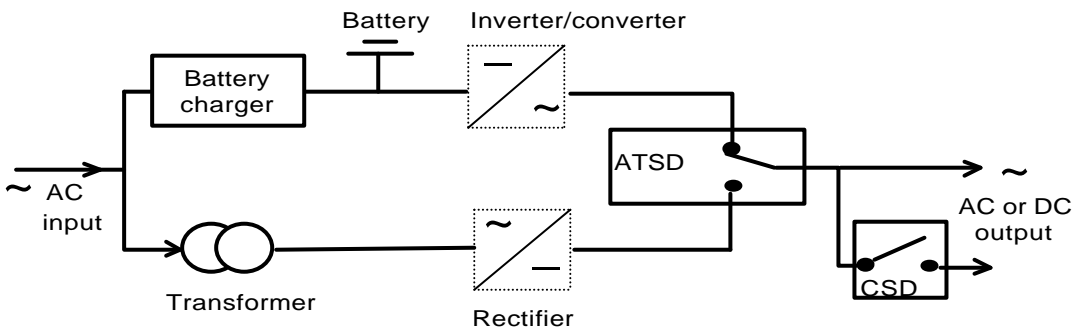 Battery
Inverter/converter
Battery
charger
~
ATSD
~ AC
input
~
AC or DC
output
~
CSD
Transformer
Rectifier